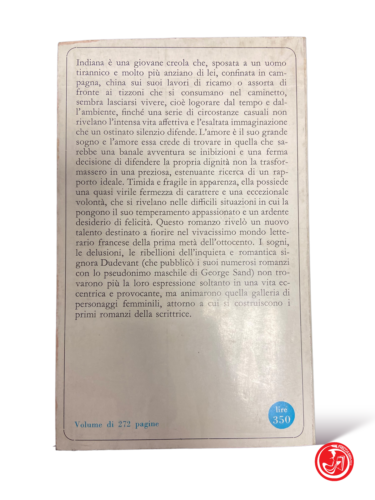 Indiana è una giovane creola che, sposata a un uomo
tirannico e molto più anziano di lei, confinata in cam-
pagna, china sui suoi lavori di ricamo o assorta di
fronte ai tizzoni che si consumano nel caminetto,
sembra lasciarsi vivere, cioè logorare dal tempo e dal-
l'ambiente, finché una serie di circostanze casuali non
rivelano l'intensa vita affettiva e l'esaltata immaginazione
che un ostinato silenzio difende. L'amore è il suo grande
sogno e l'amore essa crede di trovare in quella che sa-
rebbe una banale avventura se inibizioni e una ferma
decisione di difendere la propria dignità non la trasfor-
massero in una preziosa, estenuante ricerca di un rap-
porto ideale. Timida e fragile in apparenza, ella possiede
una quasi virile fermezza di carattere e una eccezionale
volontà, che si rivelano nelle difficili situazioni in cui la
pongono il suo temperamento appassionato e un ardente
desiderio di felicità. Questo romanzo rivelò un nuovo
talento destinato a fiorire nel vivacissimo mondo lette-
rario francese della prima metà dell'ottocento. I sogni,
le delusioni, le ribellioni dell'inquieta e romantica si-
gnora Dudevant (che pubblicò i suoi numerosi romanzi
con lo pseudonimo maschile di George Sand) non tro-
varono più la loro espressione soltanto in una vita ec-
centrica e provocante, ma animarono quella galleria di
personaggi femminili, attorno a cui si costruiscono i
primi romanzi della scrittrice.
Volume di 272 pagine
lire
350